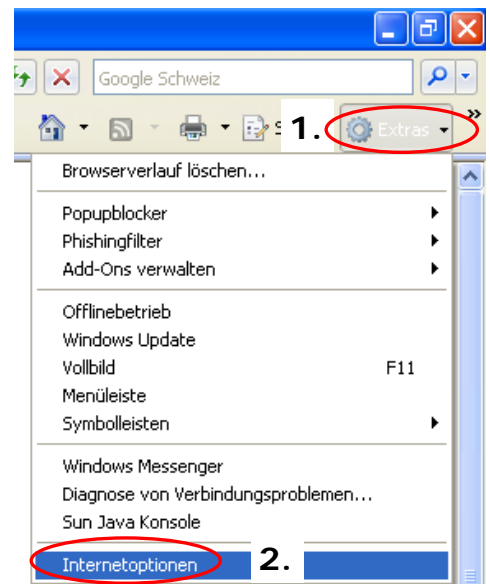 Google Schweiz
1. Extras
Browserverlauf löschen...
Popupblocker
Phishingfilter
Add-Ons verwalten
Offlinebetrieb
Windows Update
Vollbild F11
Menüleiste
Symbolleisten
Windows Messenger
Diagnose von Verbindungsproblemen...
Sun Java Konsole
Internetoptionen 2.